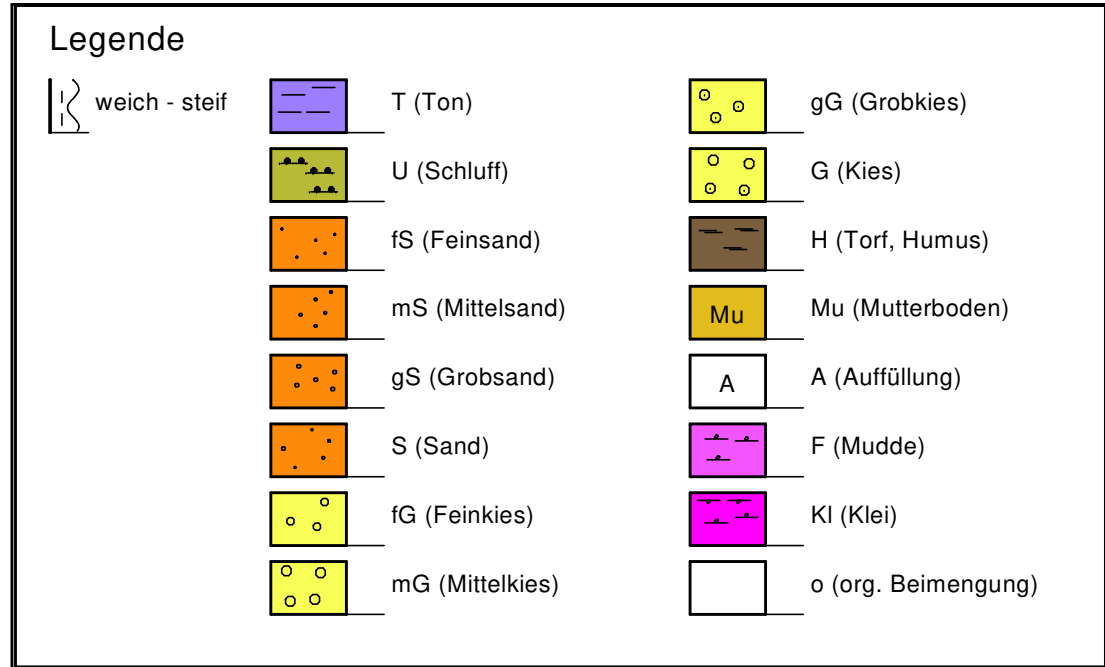 Legende
weich - steif
T (Ton)
U (Schluff)
fS (Feinsand)
mS (Mittelsand)
gS (Grobsand)
S (Sand)
fG (Feinkies)
mG (Mittelkies)
gG (Grobkies)
G (Kies)
H (Torf, Humus)
Mu
Mu (Mutterboden)
A
A (Auffüllung)
F (Mudde)
Kl (Klei)
o (org. Beimengung)